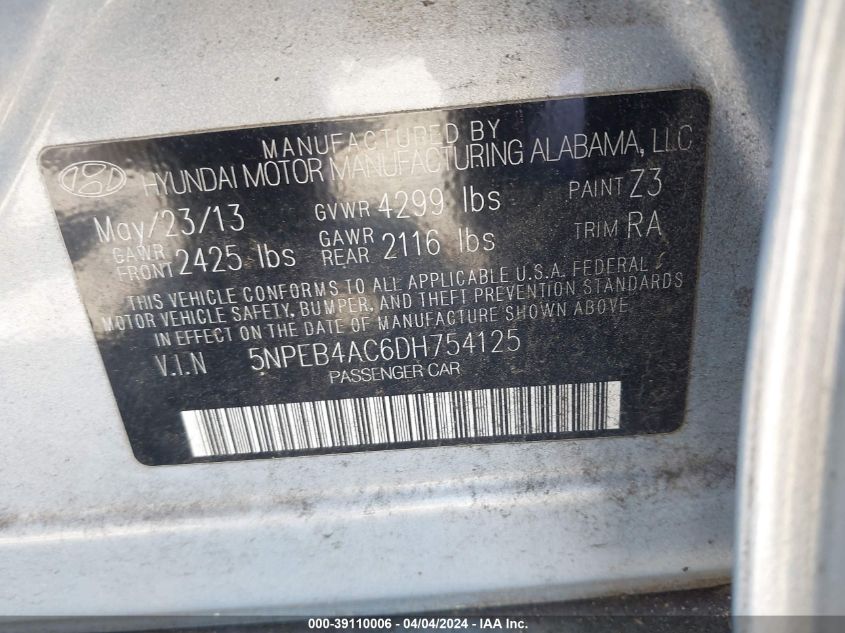 MANUFACTURED BY
HYUNDAI MOTOR MANUFACTURING ALABAMA, LLC
May/23/13 GVWR 4299 lbs PAINT Z3
GAWR FRONT 2425 lbs GAWR REAR 2116 lbs TRIM RA
THIS VEHICLE CONFORMS TO ALL APPLICABLE U.S.A. FEDERAL
MOTOR VEHICLE SAFETY, BUMPER, AND THEFT PREVENTION STANDARDS
IN EFFECT ON THE DATE OF MANUFACTURE SHOWN ABOVE
V.I.N 5NPEB4AC6DH754125
PASSENGER CAR
000-39110006 - 04/04/2024 - IAA Inc.